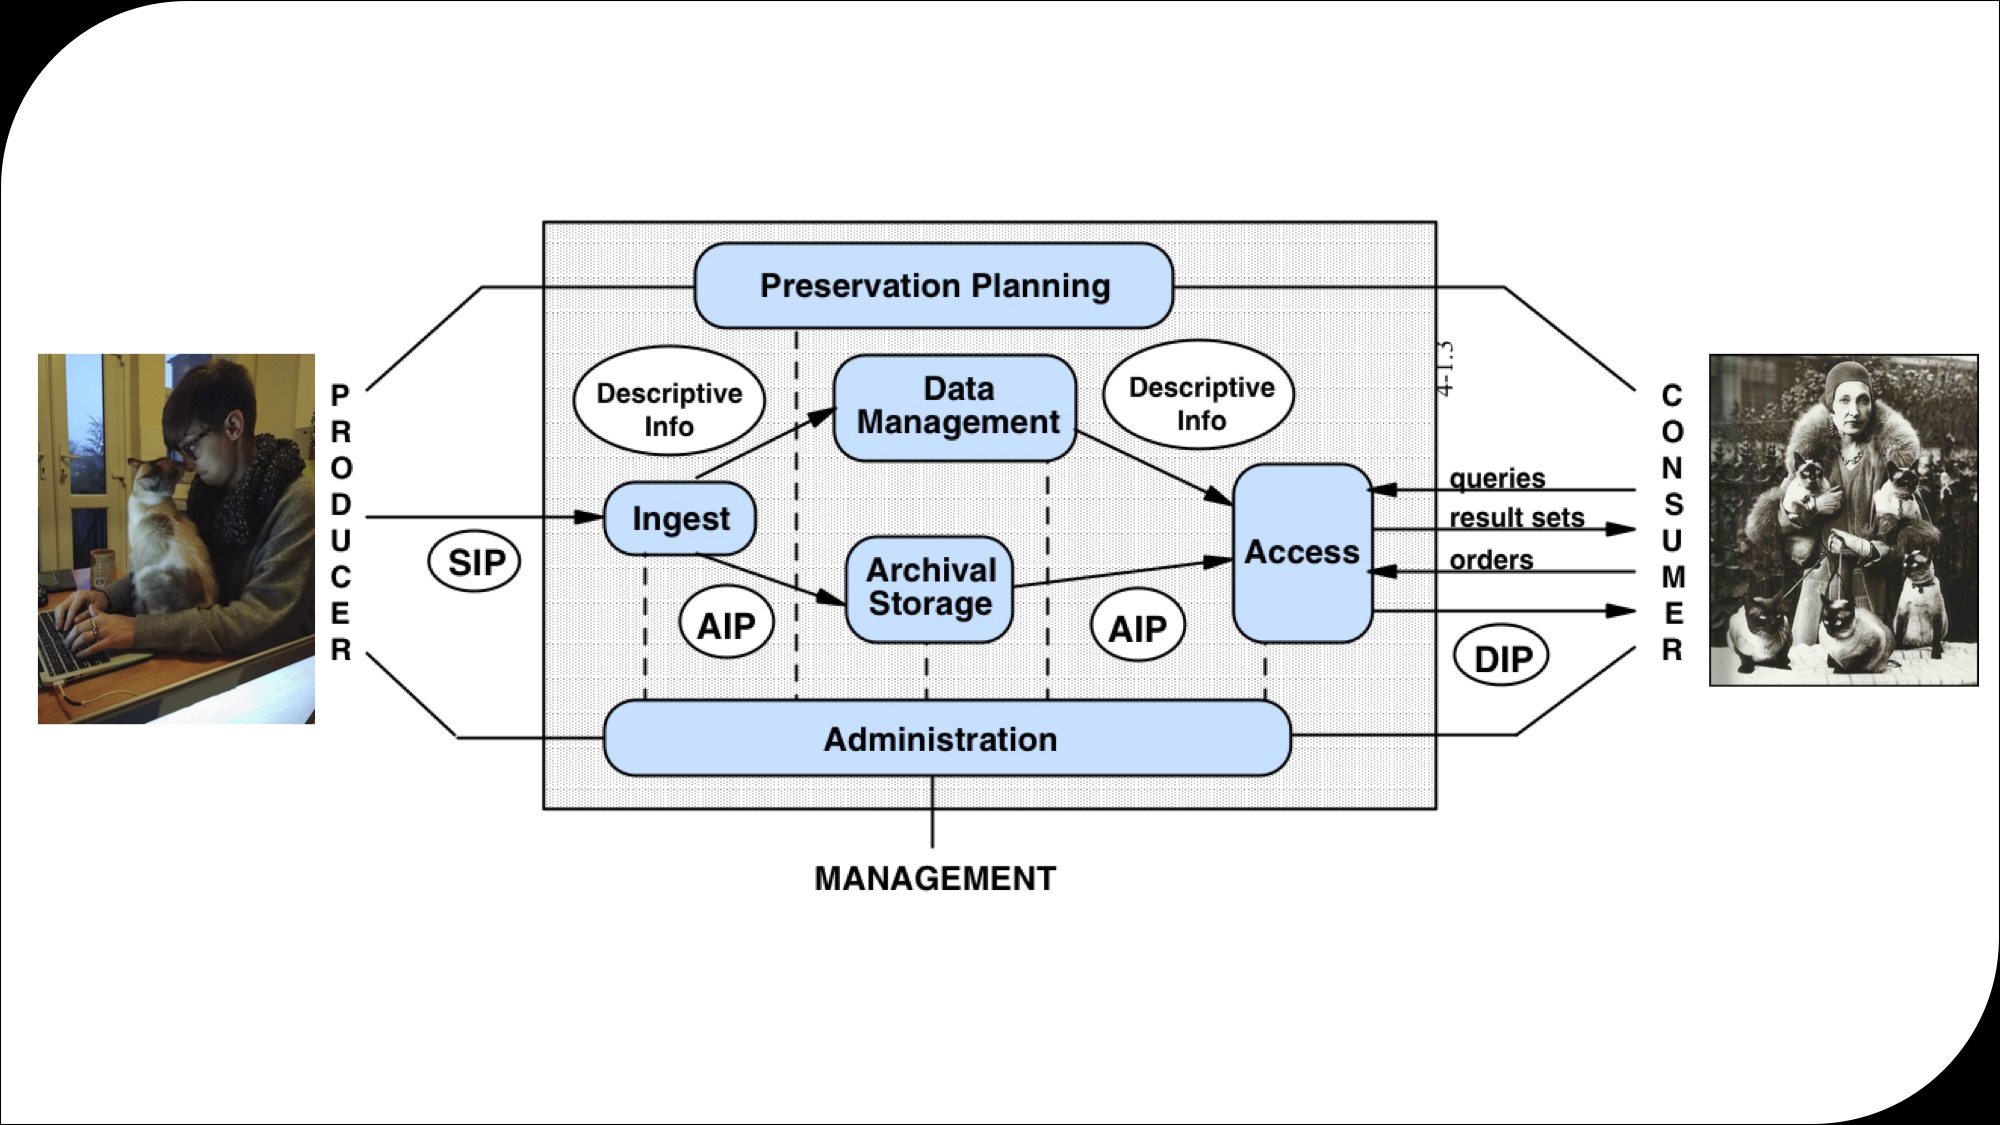 Preservation Planning
PRODUCER
Descriptive
Info
Data
Management
Descriptive
Info
4-1.3
CONSUMER
SIP
Ingest
AIP
Archival
Storage
AIP
Access
queries
result sets
orders
DIP
Administration
MANAGEMENT